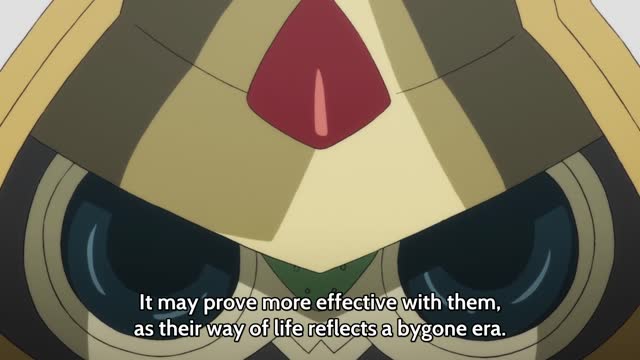 It may prove more effective with them,
as their way of life reflects a bygone era.